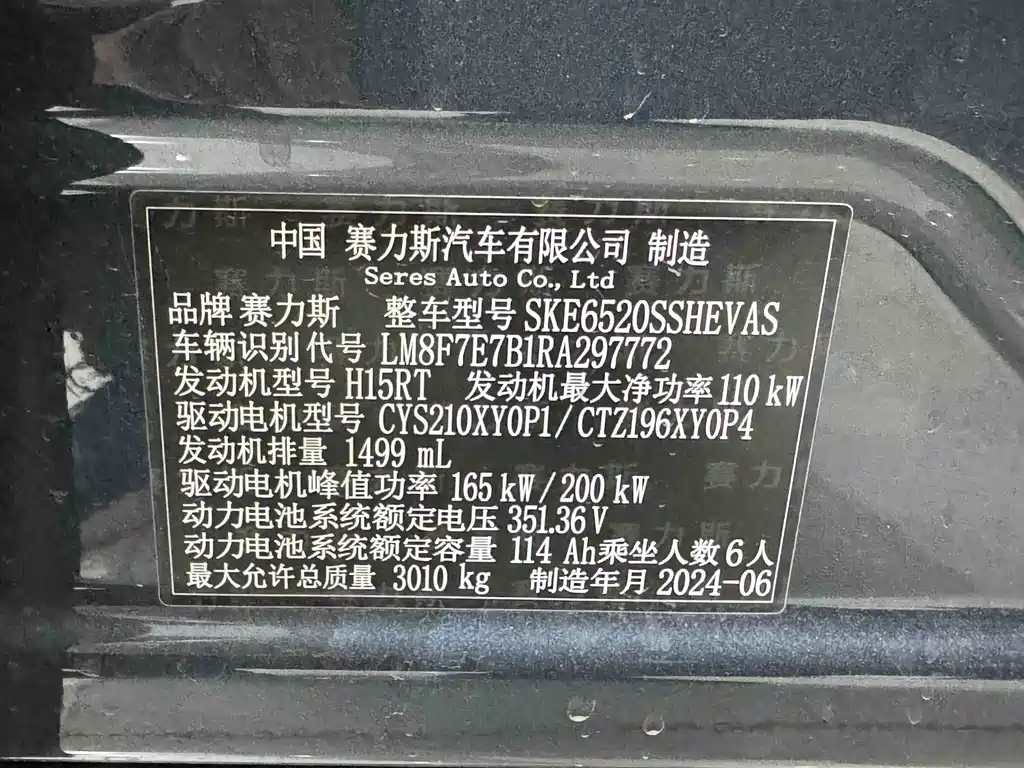 中国 赛力斯汽车有限公司 制造
Seres Auto Co., Ltd
品牌 赛力斯 整车型号 SKE6520SSHEVAS
车辆识别代号 LM8F7E7B1RA297772
发动机型号 H15RT 发动机最大净功率 110 kW
驱动电机型号 CYS210XY0P1/CTZ196XY0P4
发动机排量 1499 mL
驱动电机峰值功率 165 kW/200 kW
动力电池系统额定电压 351.36 V
动力电池系统额定容量 114 Ah 乘坐人数 6 人
最大允许总质量 3010 kg 制造年月 2024-06